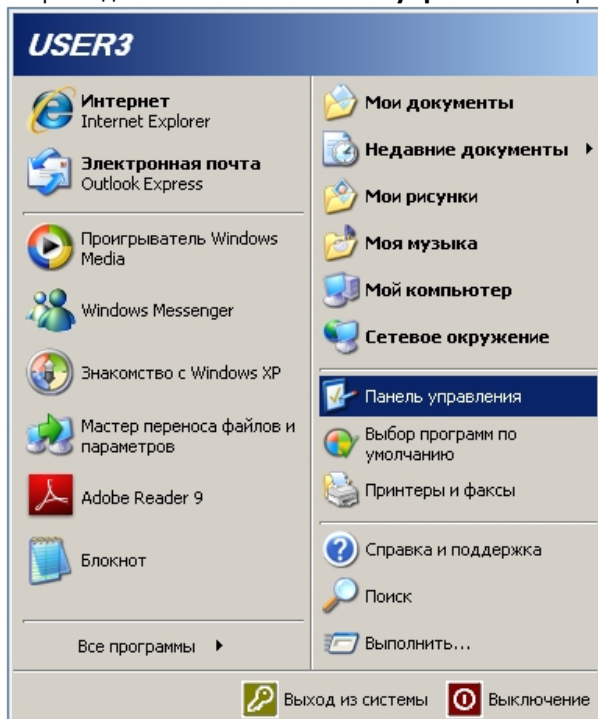 USER3
Интернет
Internet Explorer
Электронная почта
Outlook Express
Проигрыватель Windows
Media
Windows Messenger
Знакомство с Windows XP
Мастер переноса файлов и
параметров
Adobe Reader 9
Блокнот
Все программы
Мои документы
Недавние документы
Мои рисунки
Моя музыка
Мой компьютер
Сетевое окружение
Панель управления
Выбор программ по
умолчанию
Принтеры и факсы
Справка и поддержка
Поиск
Выполнить...
Выход из системы
Выключение